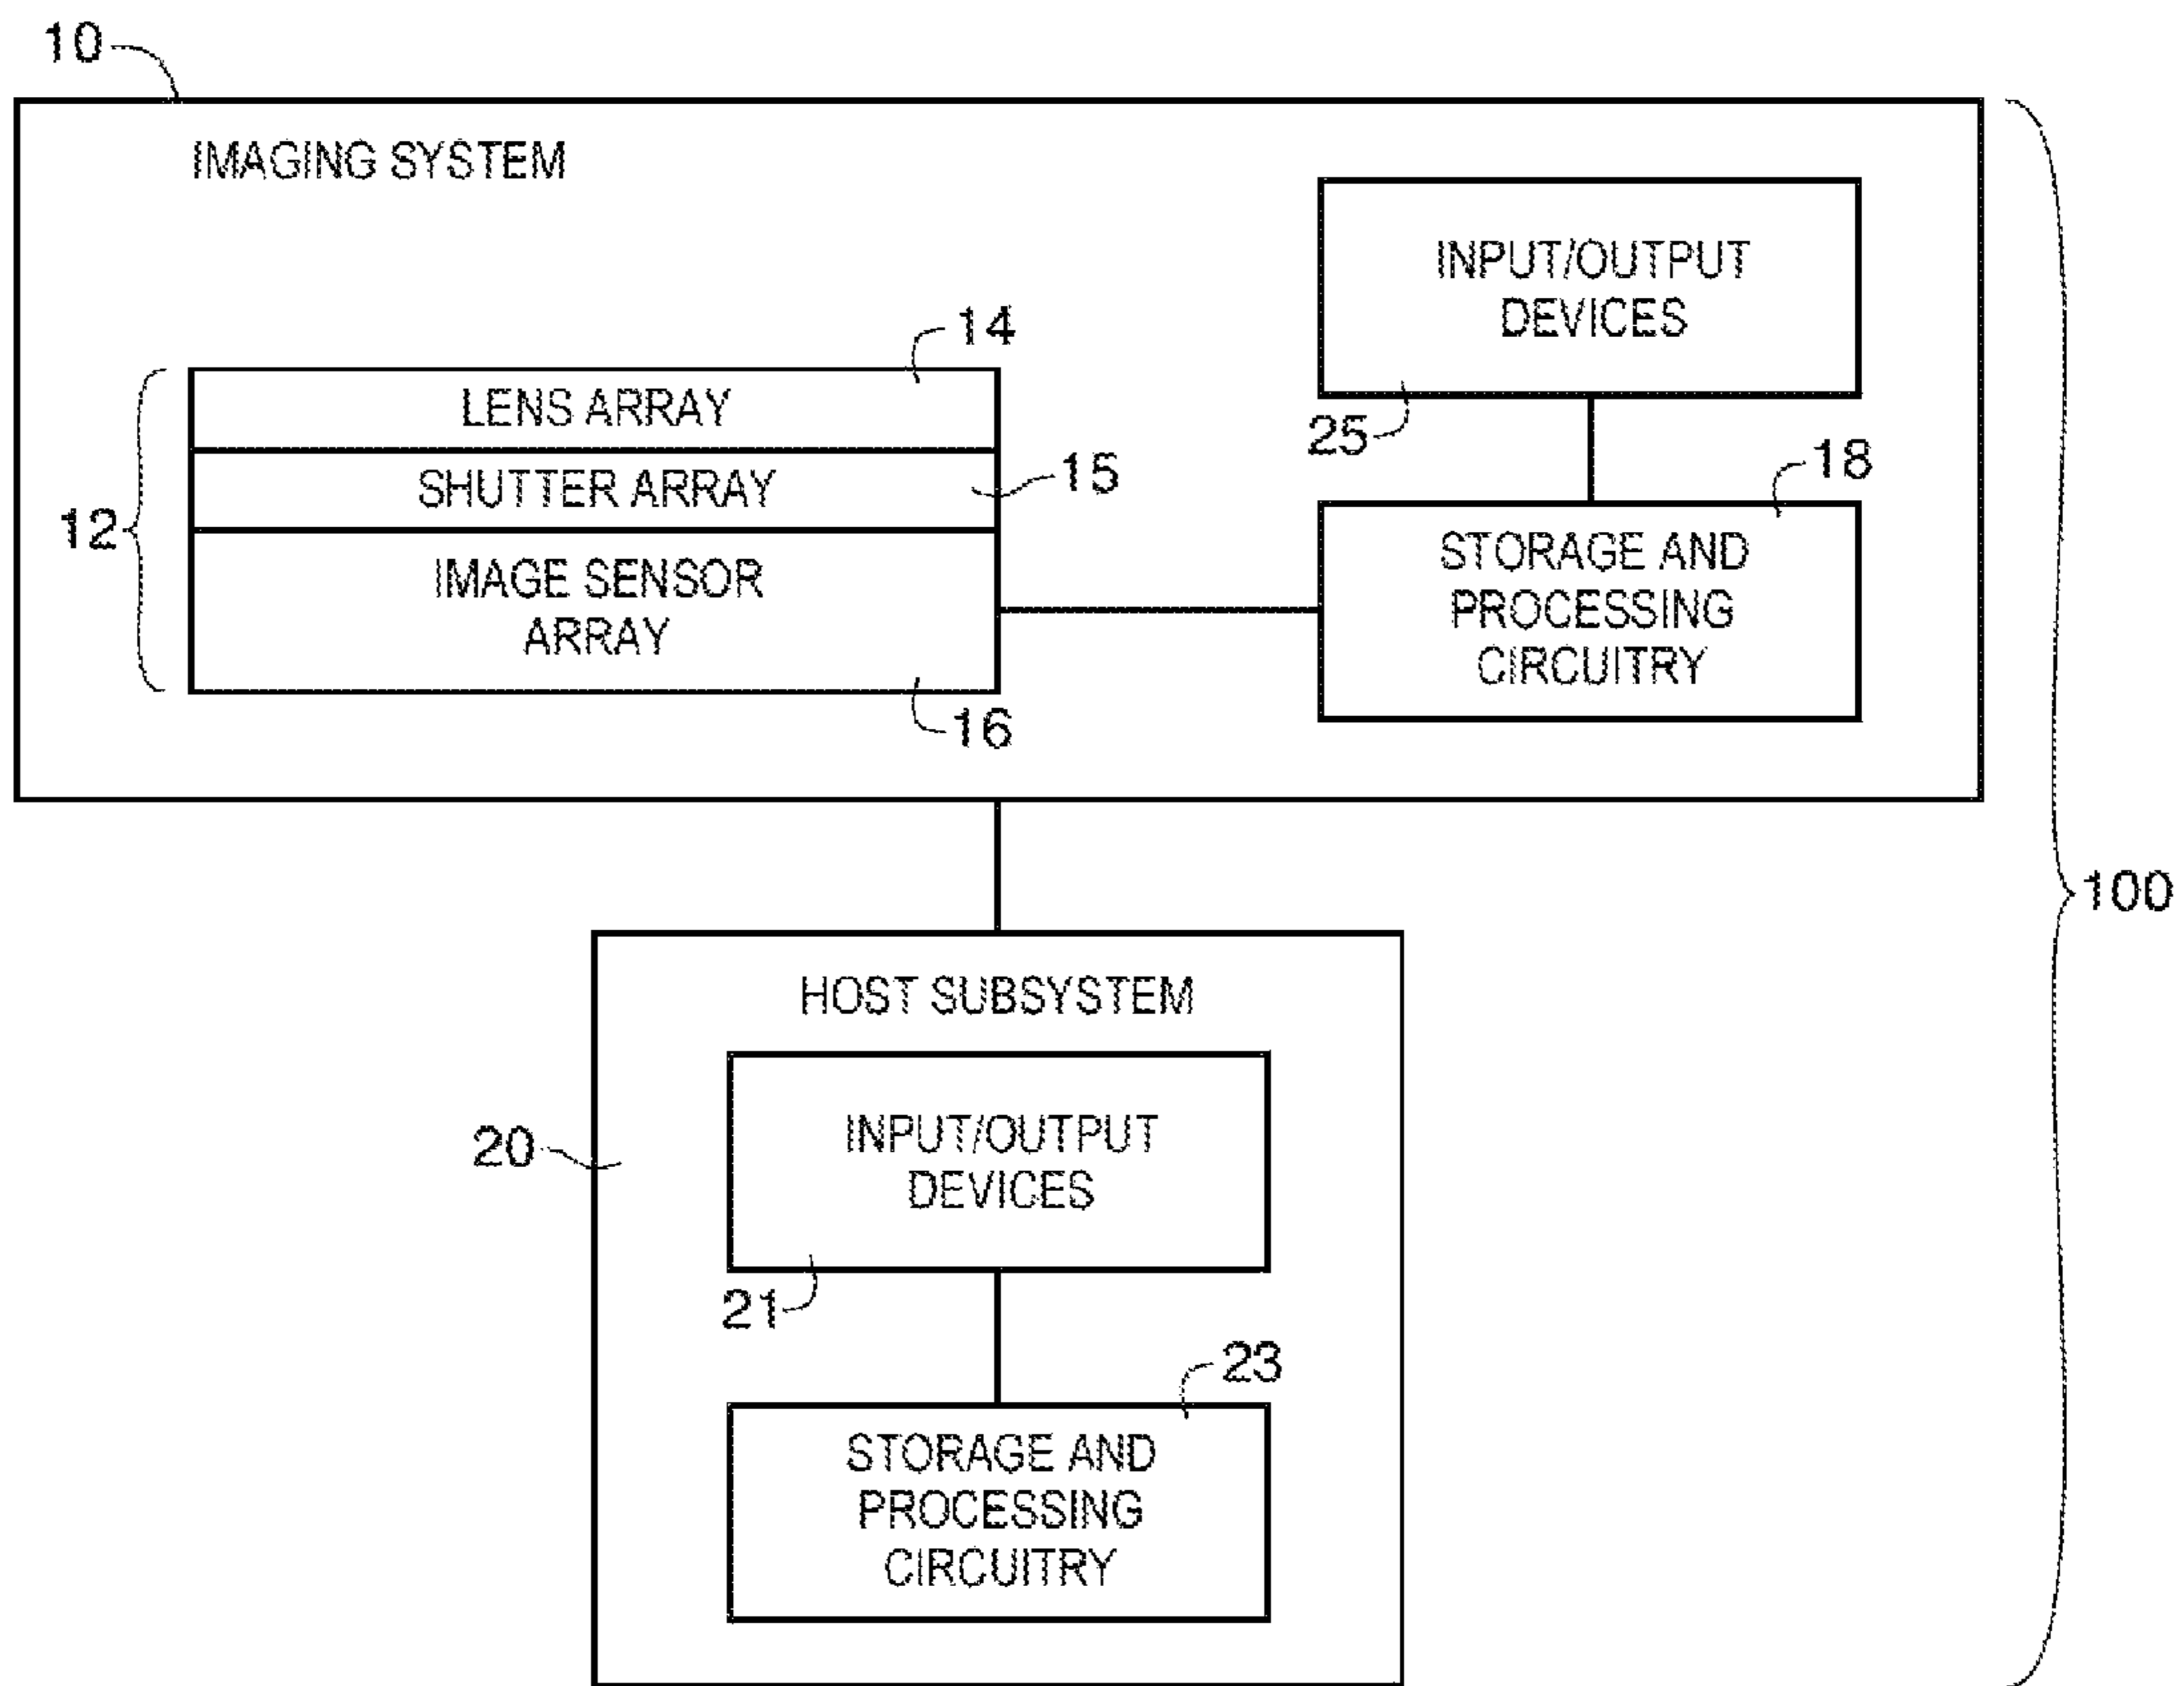 10
IMAGING SYSTEM
INPUT/OUTPUT
DEVICES
25
14
LENS ARRAY
SHUTTER ARRAY
15
12
IMAGE SENSOR
ARRAY
16
18
STORAGE AND
PROCESSING
CIRCUITRY
100
HOST SUBSYSTEM
20
INPUT/OUTPUT
DEVICES
21
23
STORAGE AND
PROCESSING
CIRCUITRY